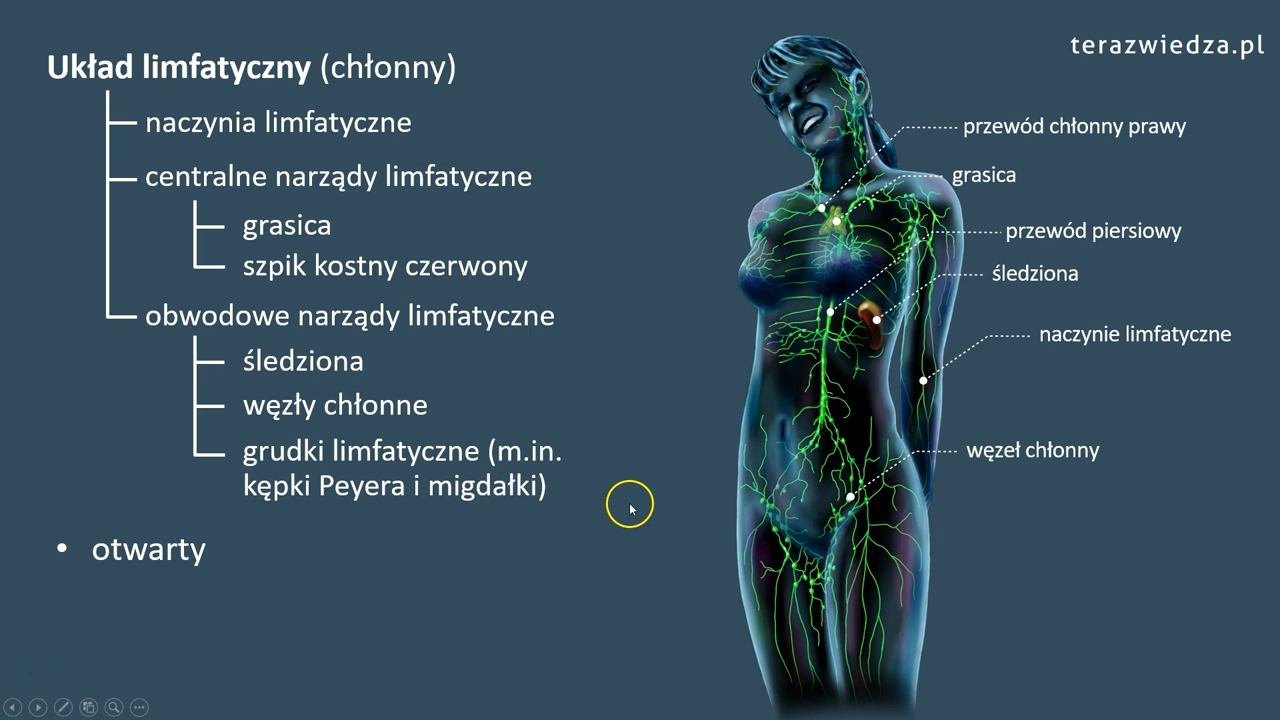 terazwiedza.pl
Układ limfatyczny (chłonny)
naczynia limfatyczne
centralne narządy limfatyczne
grasica
szpik kostny czerwony
obwodowe narządy limfatyczne
śledziona
węzły chłonne
grudki limfatyczne (m.in.
kępki Peyera i migdałki)
• otwarty
przewód chłonny prawy
grasica
przewód piersiowy
śledziona
naczynie limfatyczne
węzeł chłonny